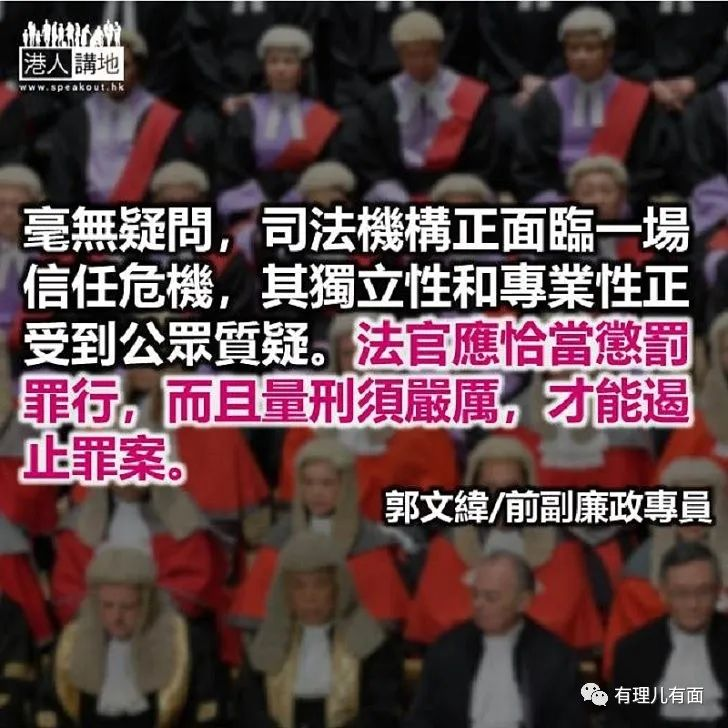 港人講地
www.speakout.hk
毫無疑問，司法機構正面臨一場
信任危機，其獨立性和專業性正
受到公眾質疑。法官應恰當懲罰
罪行，而且量刑須嚴厲，才能遏
止罪案。
郭文緯/前副廉政專員
有理儿有面